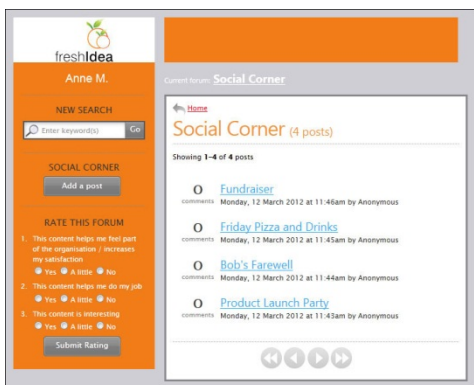 freshIdea
Anne M.
NEW SEARCH
Enter keyword(s) Go
SOCIAL CORNER
Add a post
RATE THIS FORUM
1. This content helps me feel part
of the organisation / increases
my satisfaction
Yes A little No
2. This content helps me do my job
Yes A little No
3. This content is interesting
Yes A little No
Submit Rating
Current forum: Social Corner
Home
Social Corner (4 posts)
Showing 1-4 of 4 posts
0 Fundraiser
comments Monday, 12 March 2012 at 11:46am by Anonymous
0 Friday Pizza and Drinks
comments Monday, 12 March 2012 at 11:45am by Anonymous
0 Bob's Farewell
comments Monday, 12 March 2012 at 11:44am by Anonymous
0 Product Launch Party
comments Monday, 12 March 2012 at 11:43am by Anonymous